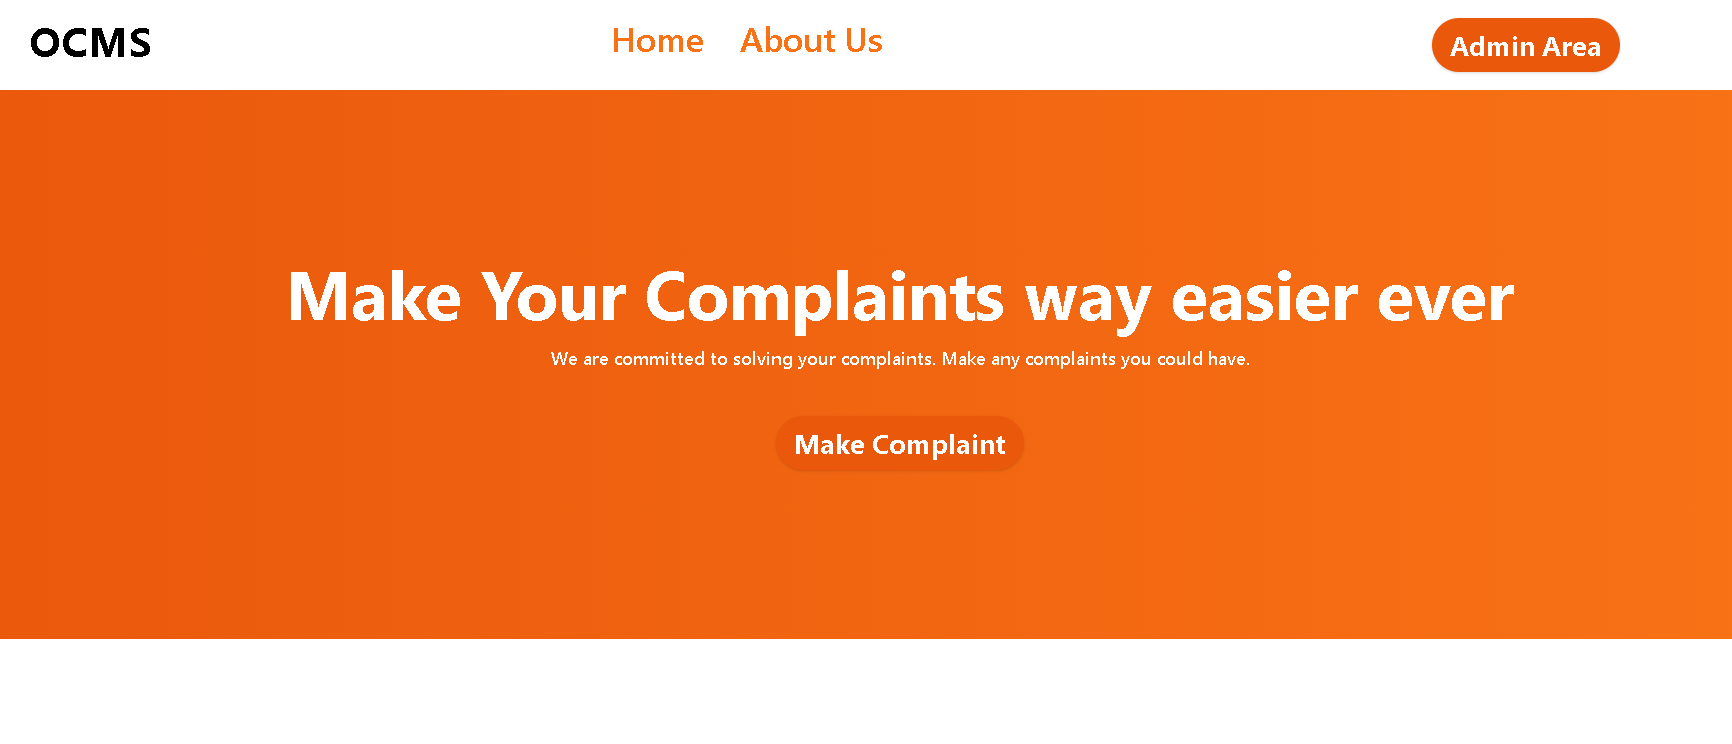 OCMS
Home
About Us
Admin Area
Make Your Complaints way easier ever
We are committed to solving your complaints. Make any complaints you could have.
Make Complaint